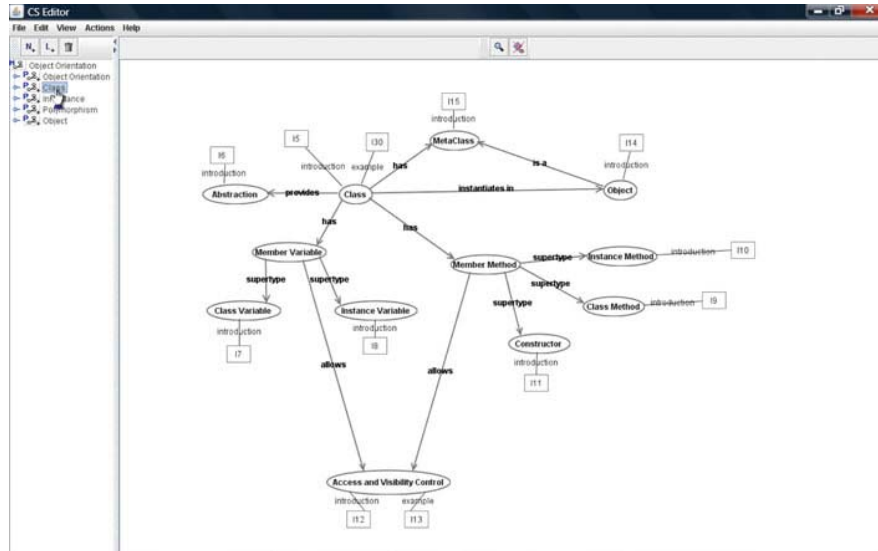 CS Editor
File Edit View Actions Help
N. L.
Object Orientation
Object Orientation
Class
Polymorphism
Object
I15
introduction
I5
I30
MetaClass
I14
I6
introduction
example
has
is a
introduction
introduction
Abstraction
provides
Class
instantiates in
Object
has
has
Member Variable
Member Method
supertype
Instance Method
introduction
I10
supertype
supertype
supertype
Class Variable
Instance Variable
supertype
Class Method
introduction
I9
introduction
introduction
Constructor
I7
I8
introduction
allows
allows
I11
Access and Visibility Control
introduction
example
I12
I13